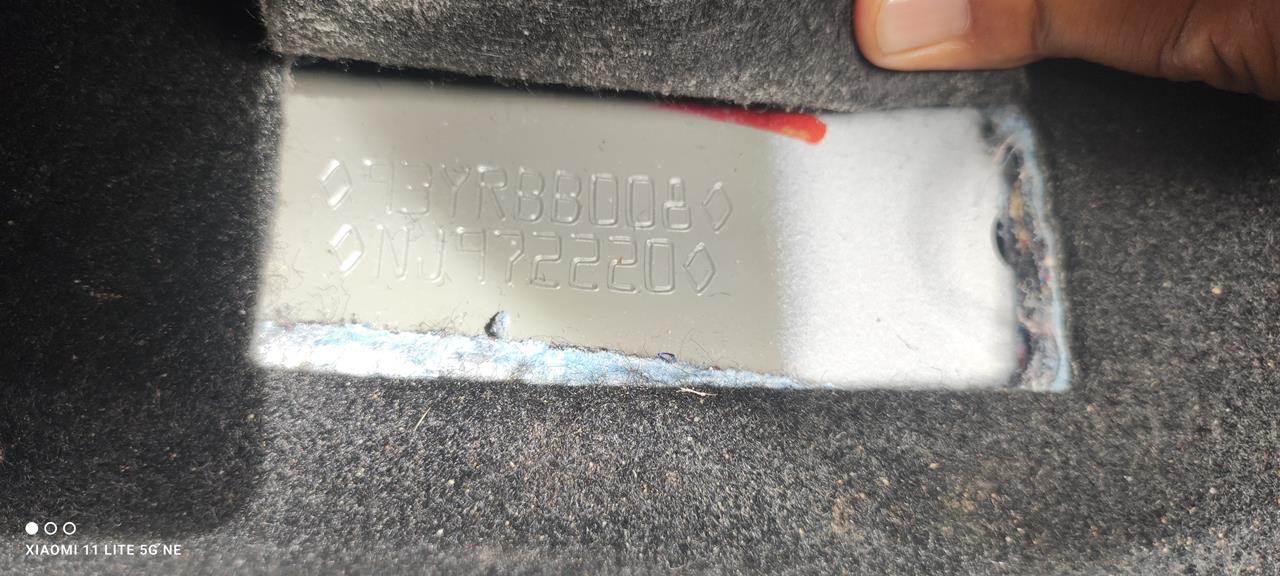 ◇93YRBB008◇
◇NJ972220◇
XIAOMI 11 LITE 5G NE